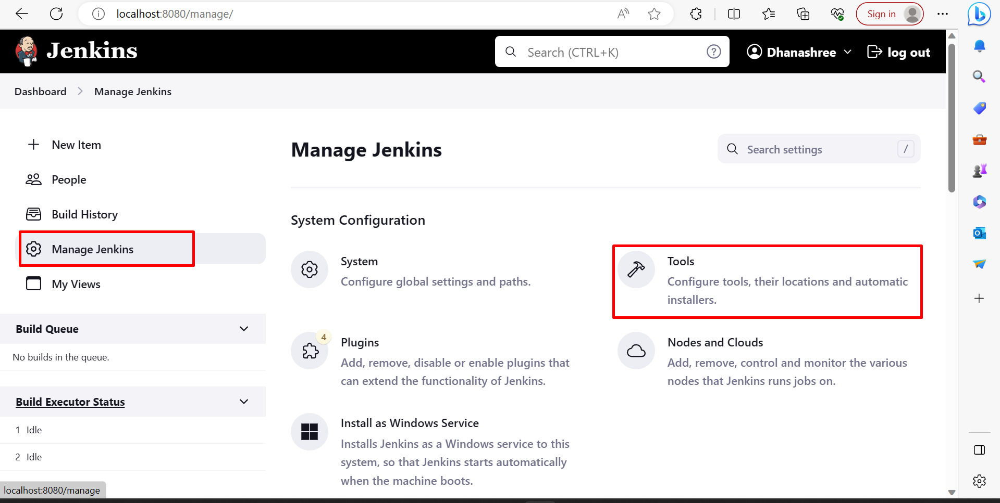 localhost:8080/manage/
Sign in
Jenkins
Search (CTRL+K)
?
Dhanashree
log out
Dashboard
Manage Jenkins
New Item
People
Build History
Manage Jenkins
My Views
Build Queue
No builds in the queue.
Build Executor Status
1 Idle
2 Idle
localhost:8080/manage
Manage Jenkins
Search settings
/
System Configuration
System
Configure global settings and paths.
Tools
Configure tools, their locations and automatic
installers.
4
Plugins
Add, remove, disable or enable plugins that
can extend the functionality of Jenkins.
Nodes and Clouds
Add, remove, control and monitor the various
nodes that Jenkins runs jobs on.
Install as Windows Service
Installs Jenkins as a Windows service to this
system, so that Jenkins starts automatically
when the machine boots.